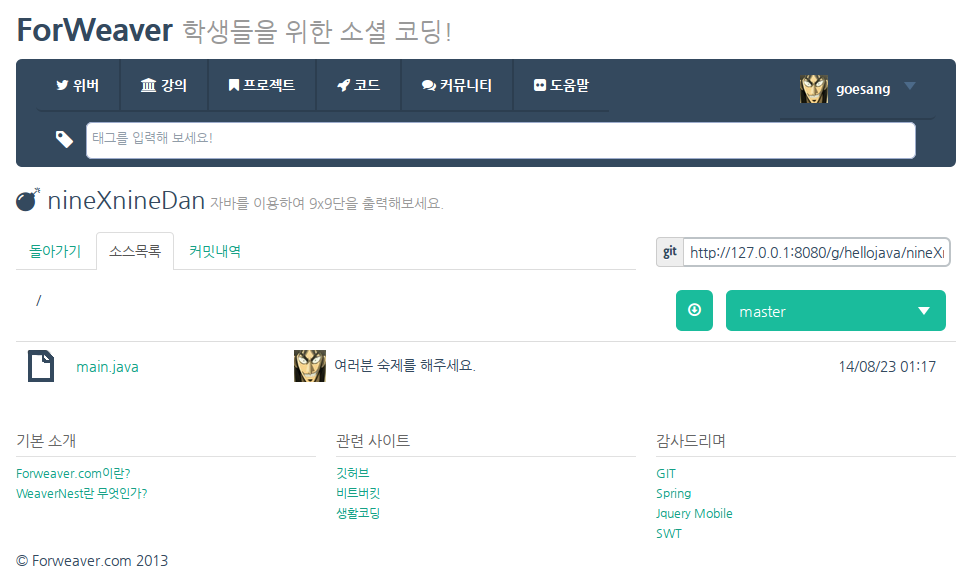 ForWeaver 학생들을 위한 소셜 코딩!
위버 강의 프로젝트 코드 커뮤니티 도움말 goesang
태그를 입력해 보세요!
nineXnineDan 자바를 이용하여 9x9단을 출력해보세요.
돌아가기 소스목록 커밋내역 git http://127.0.0.1:8080/g/hellojava/nineX
/ master
main.java 여러분 숙제를 해주세요. 14/08/23 01:17
기본 소개 관련 사이트 감사드리며
Forweaver.com이란? 깃허브 GIT
WeaverNest란 무엇인가? 비트버킷 Spring
생활코딩 Jquery Mobile
SWT
© Forweaver.com 2013